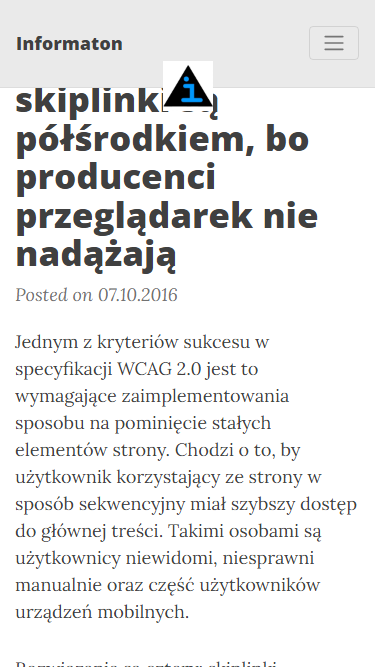 Informaton
i
skiplinki są
półśrodkiem, bo
producenci
przeglądarek nie
nadążają
Posted on 07.10.2016
Jednym z kryteriów sukcesu w
specyfikacji WCAG 2.0 jest to
wymagające zaimplementowania
sposobu na pominięcie stałych
elementów strony. Chodzi o to, by
użytkownik korzystający ze strony w
sposób sekwencyjny miał szybszy dostęp
do głównej treści. Takimi osobami są
użytkownicy niewidomi, niesprawni
manualnie oraz część użytkowników
urządzeń mobilnych.